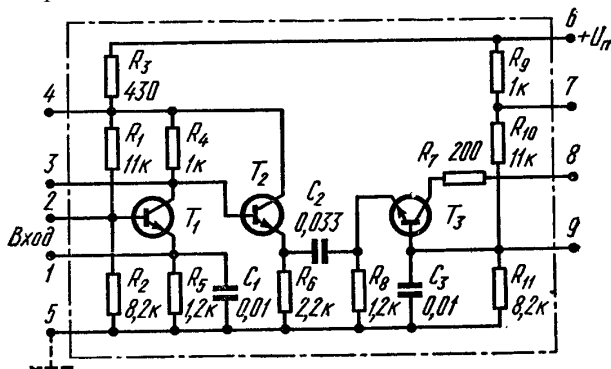 6
+Uп
R3
430
R9
1к
4
7
R1
11к
R4
1к
R10
11к
R7 200
8
3
T2
C2
0,033
2
T1
T3
9
Вход
1
R2
8,2к
R5
1,2к
C1
0,01
R6
2,2к
R8
1,2к
C3
0,01
R11
8,2к
5